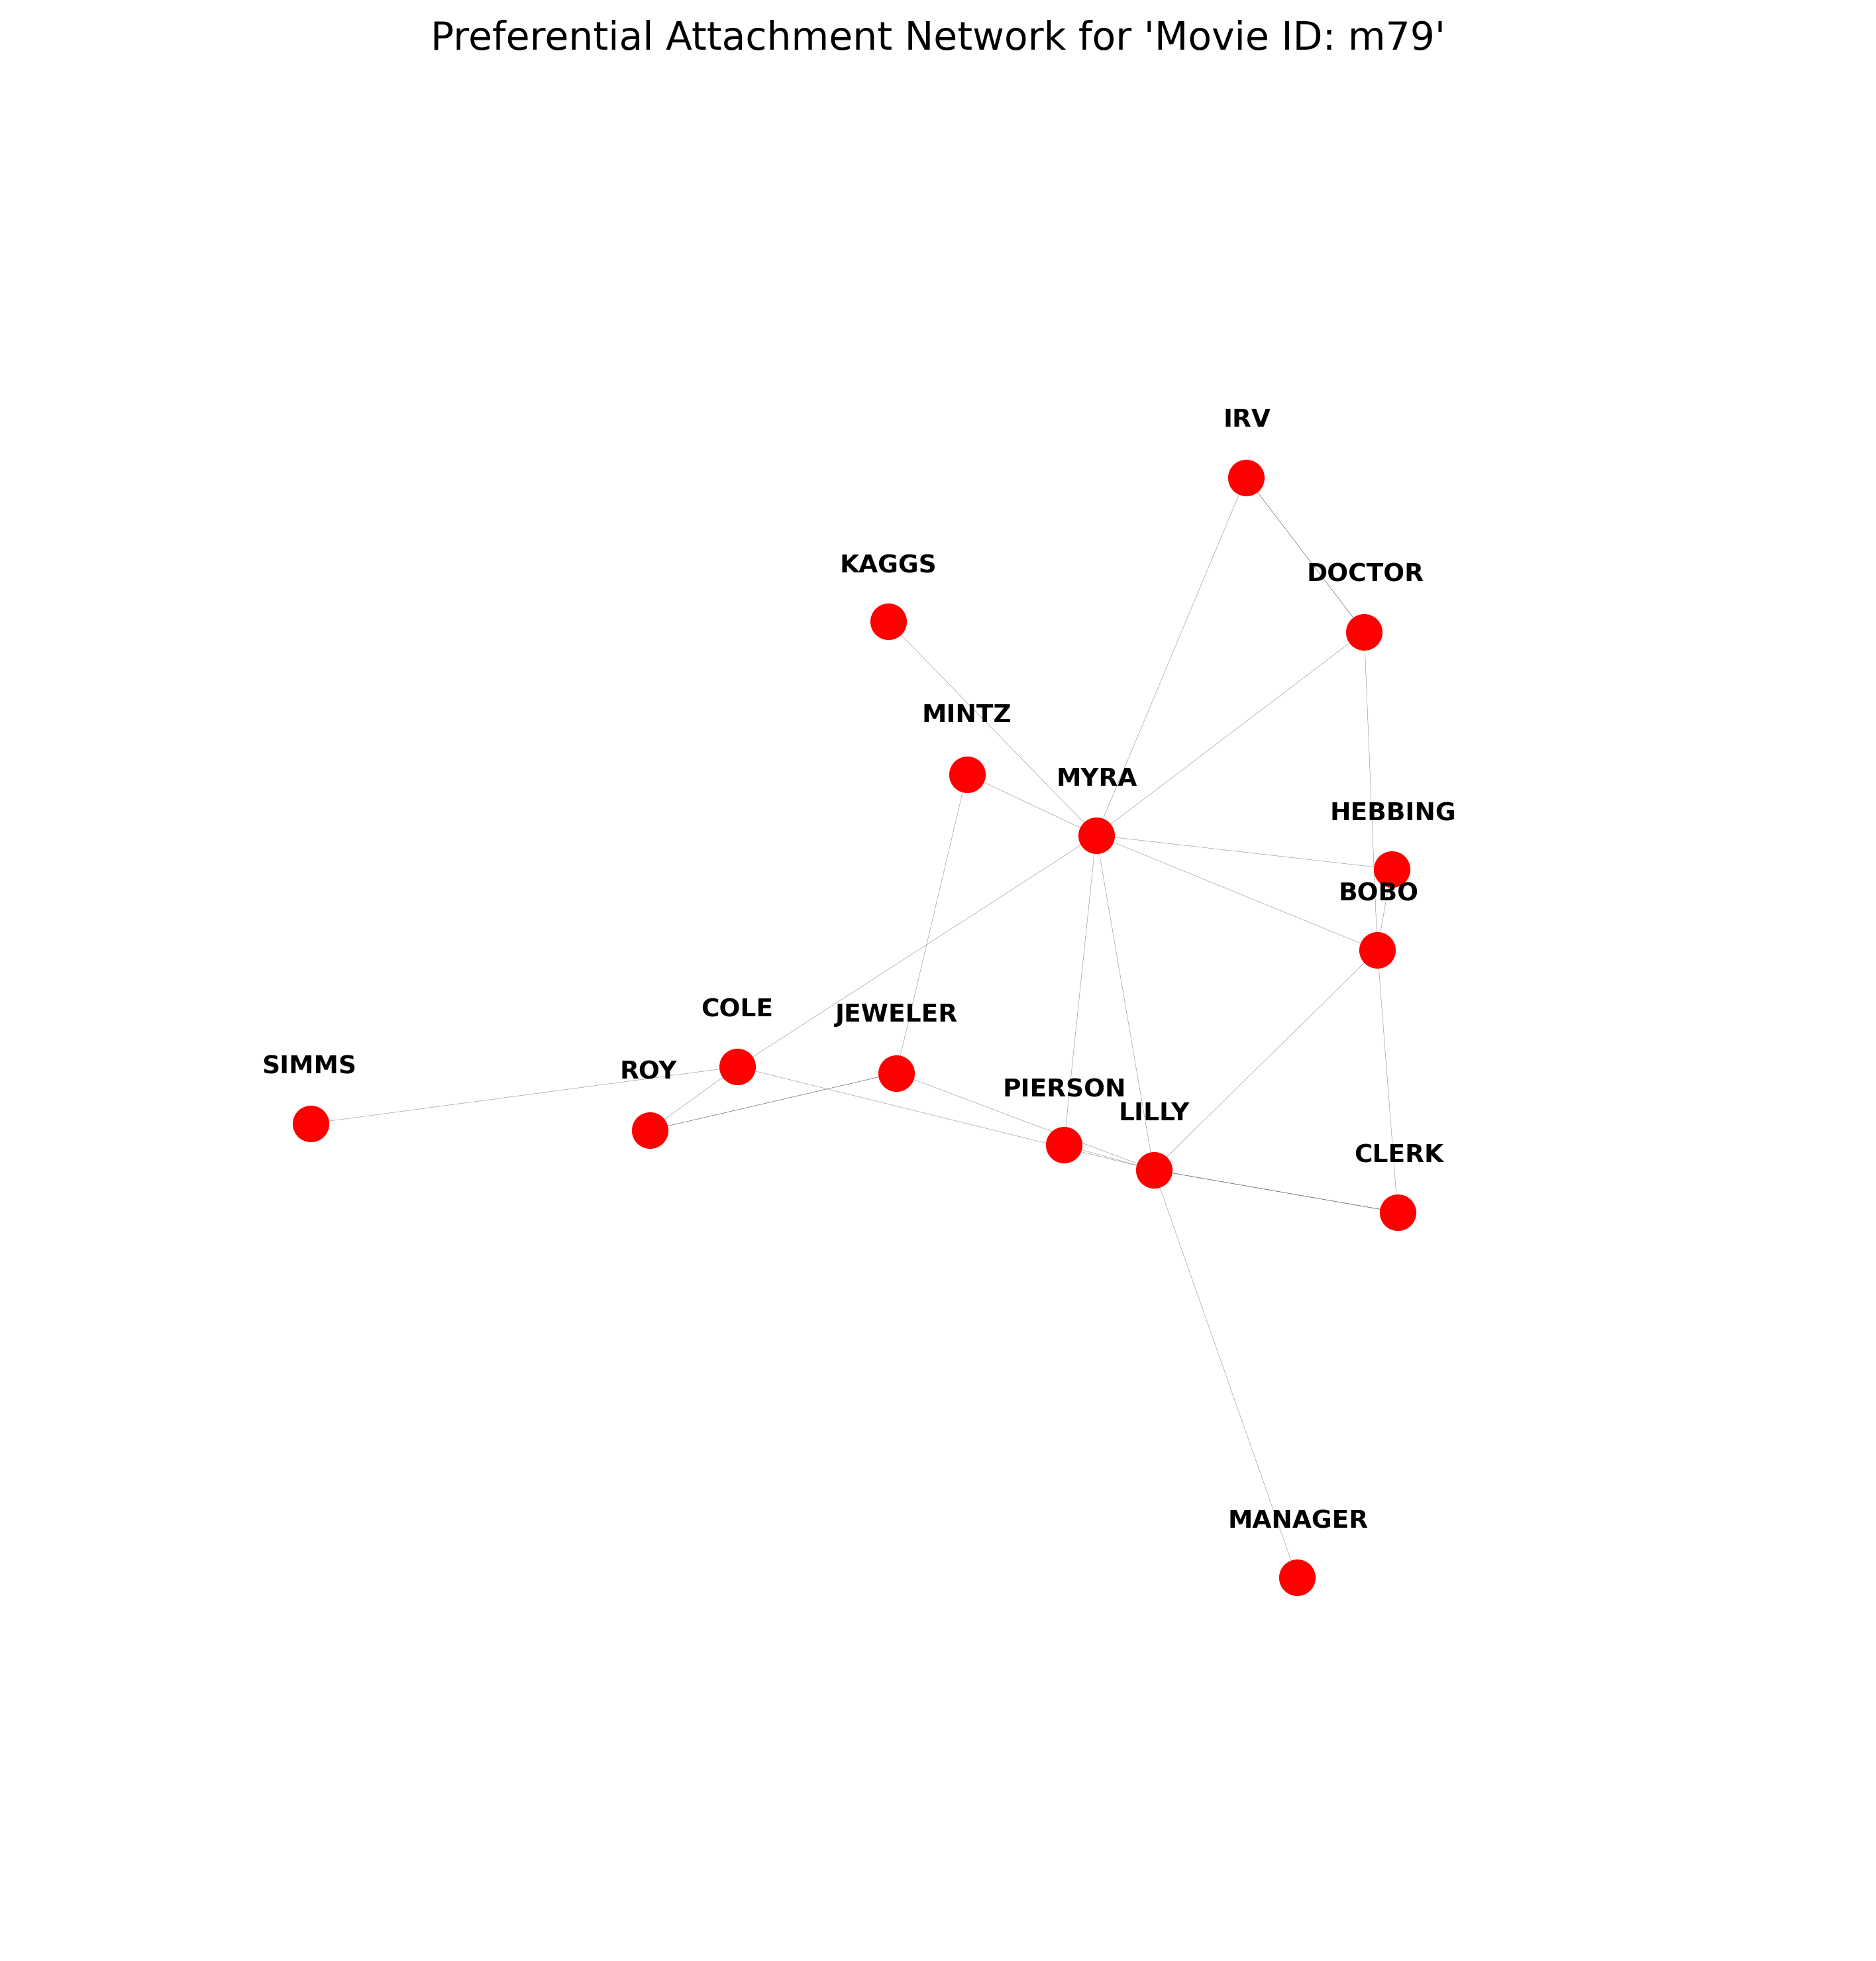 Preferential Attachment Network for 'Movie ID: m79'
IRV
KAGGS
DOCTOR
MINTZ
MYRA
HEBBING
BOBO
COLE
JEWELER
SIMMS
ROY
PIERSON
LILLY
CLERK
MANAGER